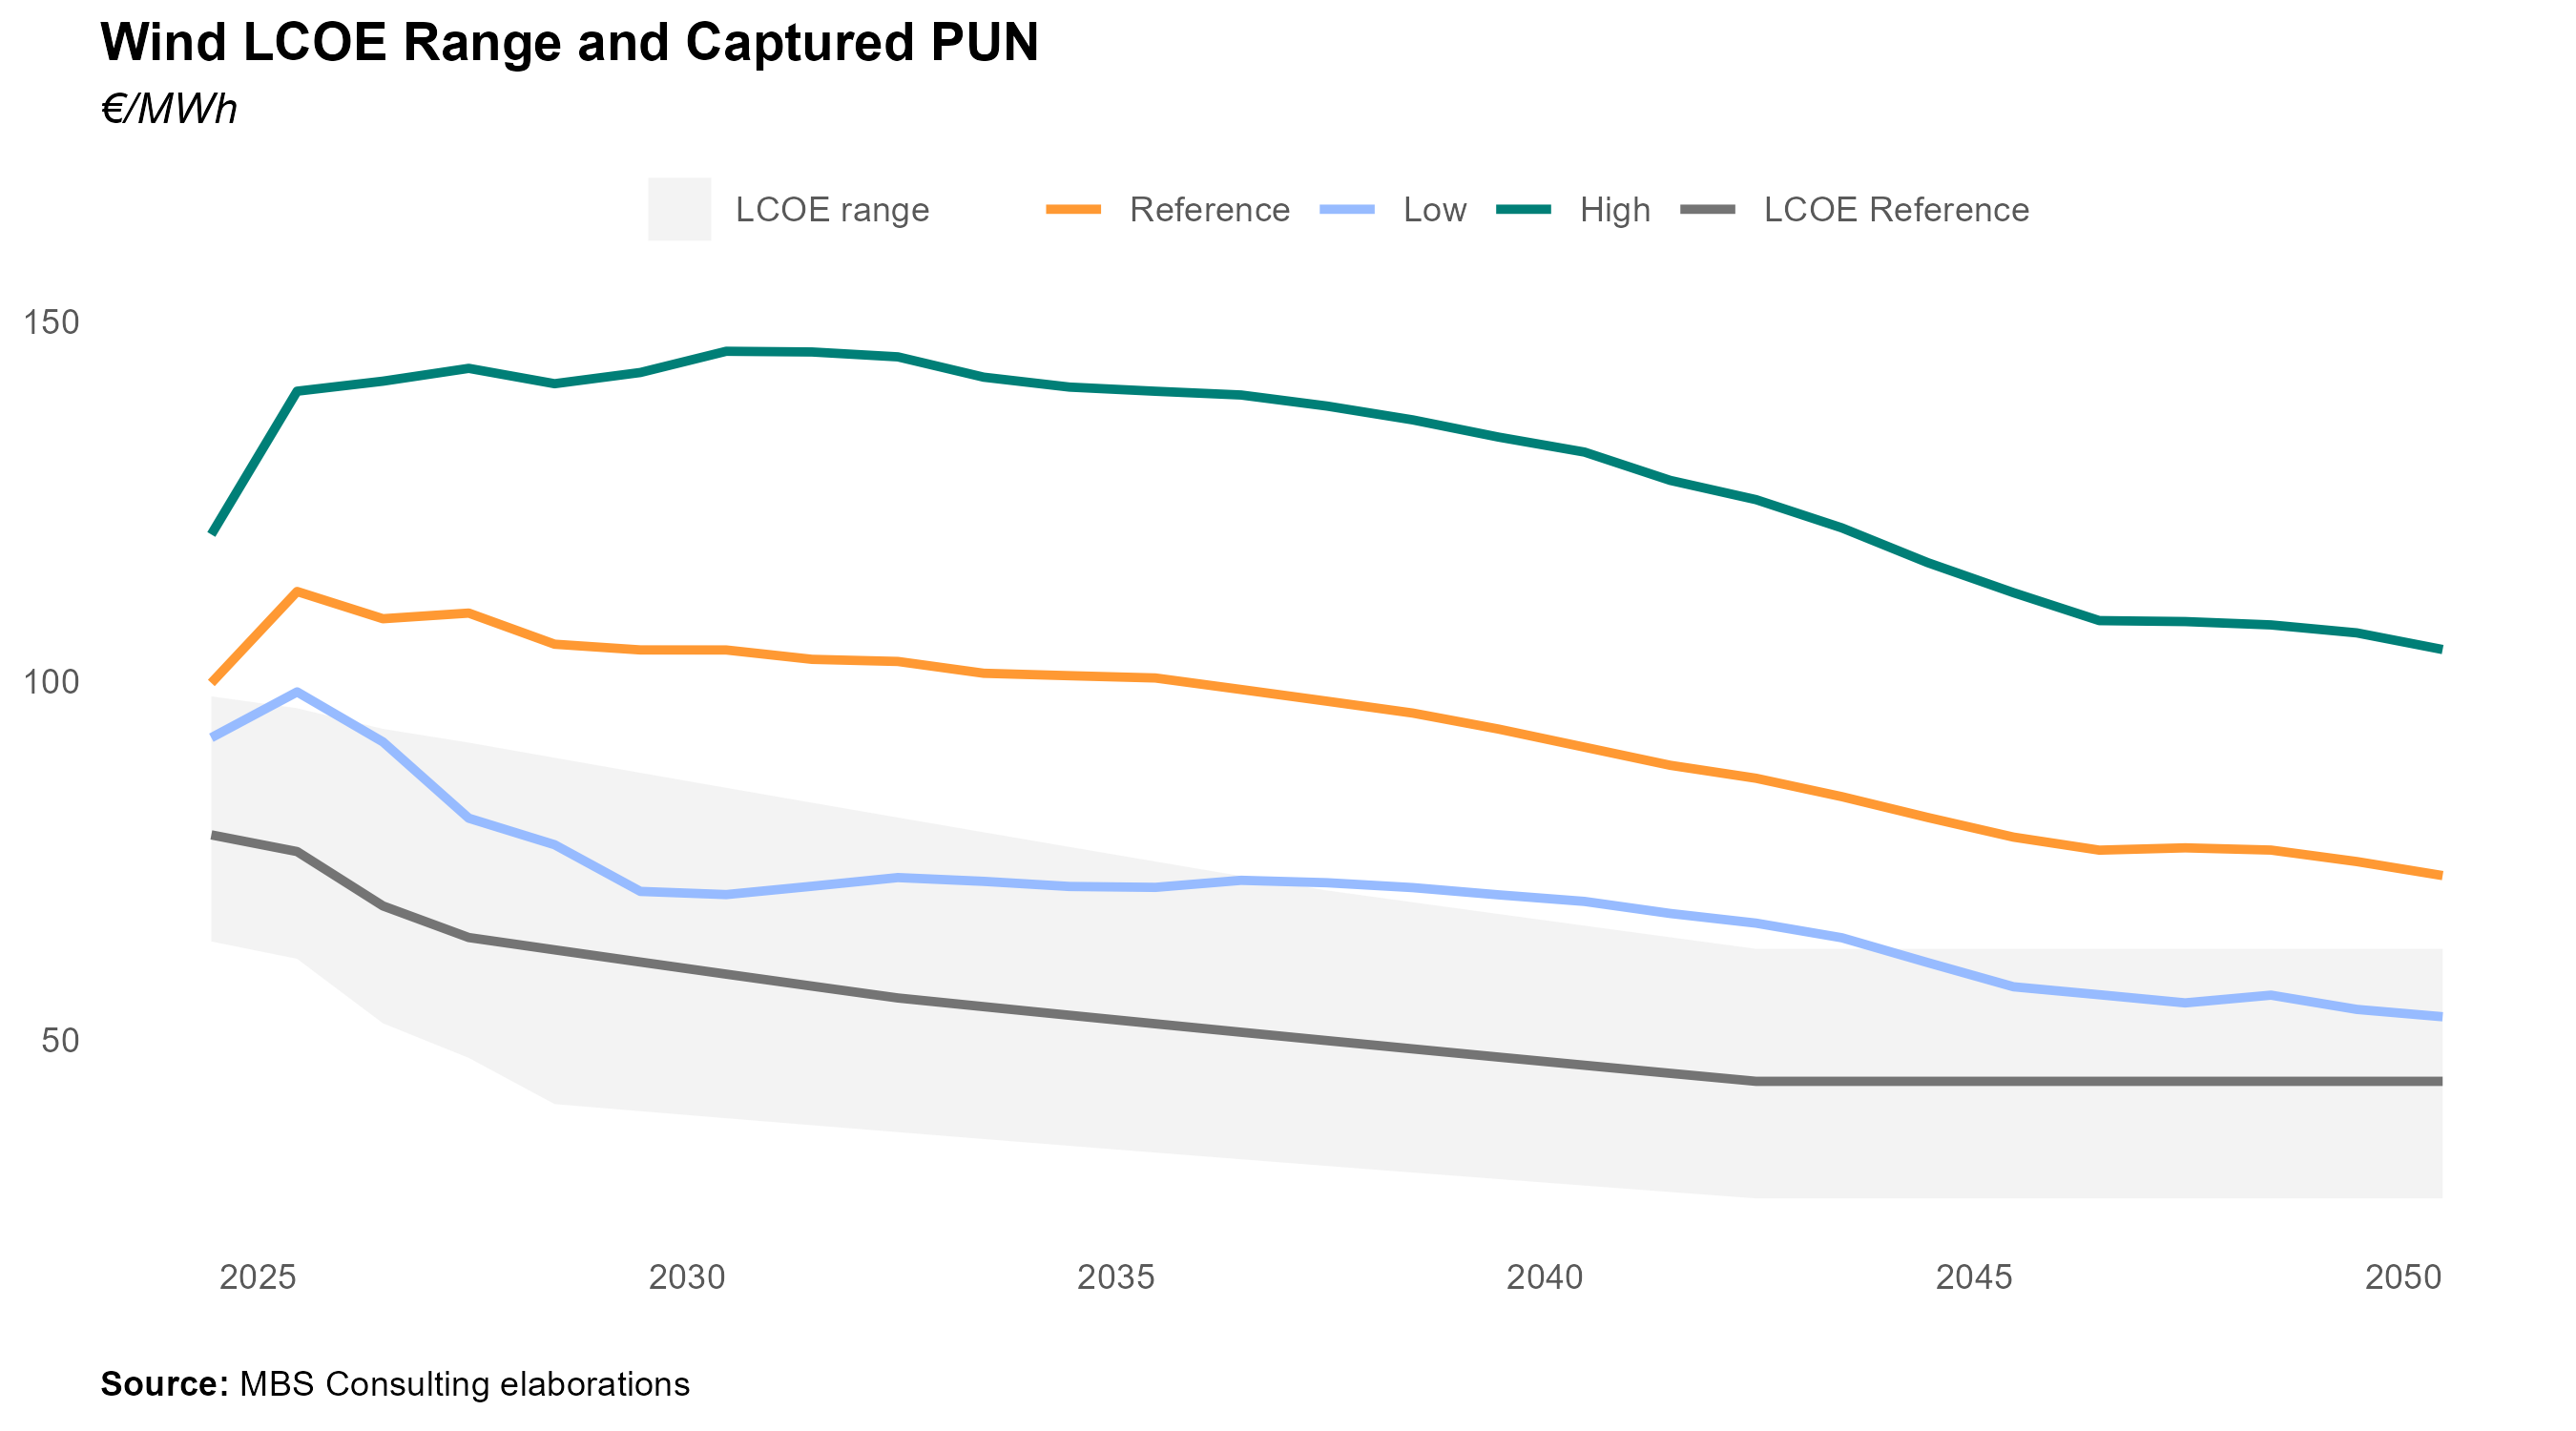 Wind LCOE Range and Captured PUN
€/MWh
LCOE range Reference Low High LCOE Reference
150
100
50
2025 2030 2035 2040 2045 2050
Source: MBS Consulting elaborations